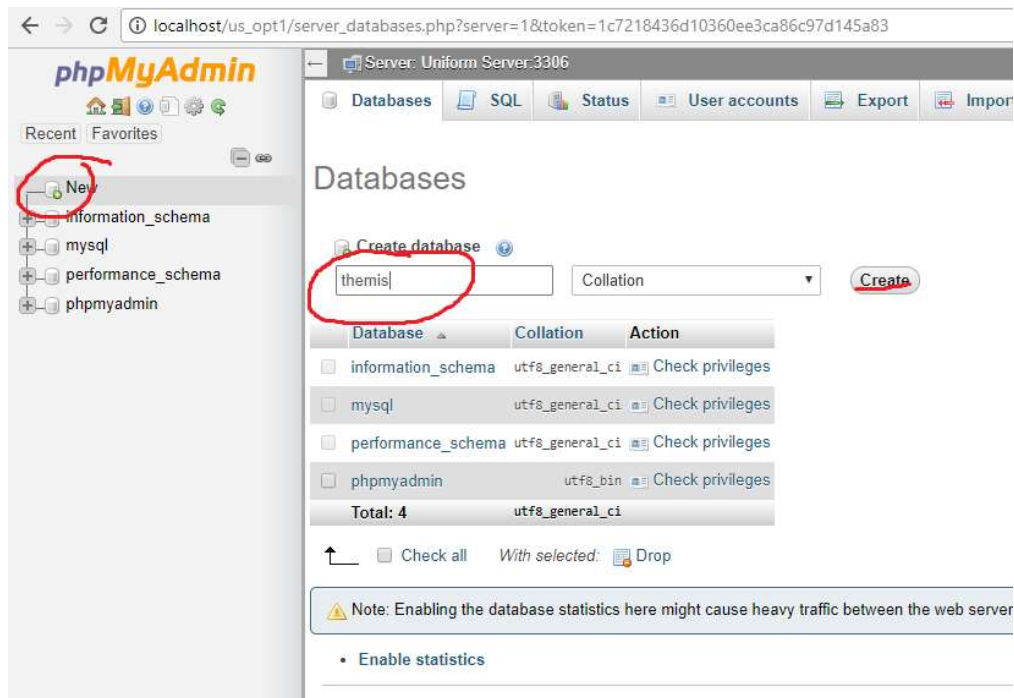 localhost/us_opt1/server_databases.php?server=1&token=1c7218436d10360ee3ca86c97d145a83
phpMyAdmin
Recent Favorites
New
information_schema
mysql
performance_schema
phpmyadmin
Server: Uniform Server:3306
Databases SQL Status User accounts Export Impor
Databases
Create database
themis Collation Create
Database Collation Action
information_schema utf8_general_ci Check privileges
mysql utf8_general_ci Check privileges
performance_schema utf8_general_ci Check privileges
phpmyadmin utf8_bin Check privileges
Total: 4 utf8_general_ci
Check all With selected: Drop
Note: Enabling the database statistics here might cause heavy traffic between the web server
• Enable statistics